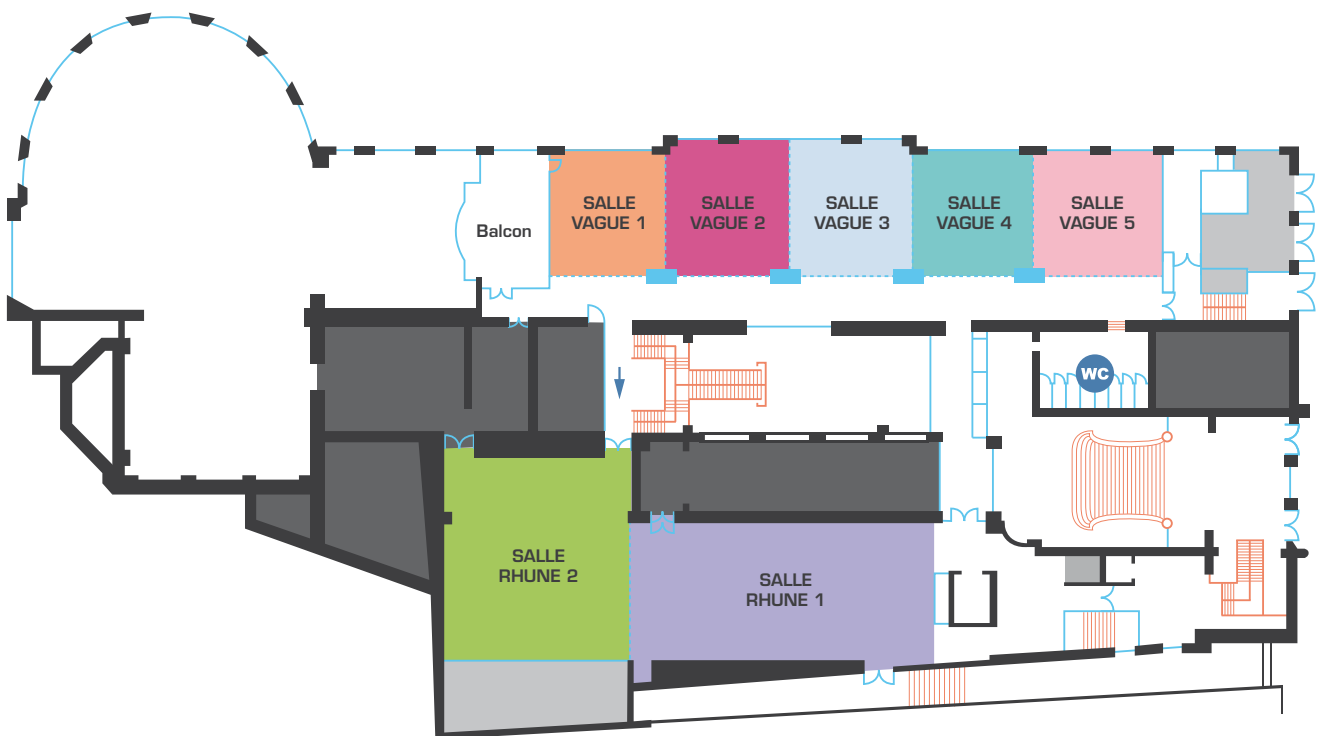 SALLE
VAGUE 1
SALLE
VAGUE 2
SALLE
VAGUE 3
SALLE
VAGUE 4
SALLE
VAGUE 5
Balcon
WC
SALLE
RHUNE 2
SALLE
RHUNE 1